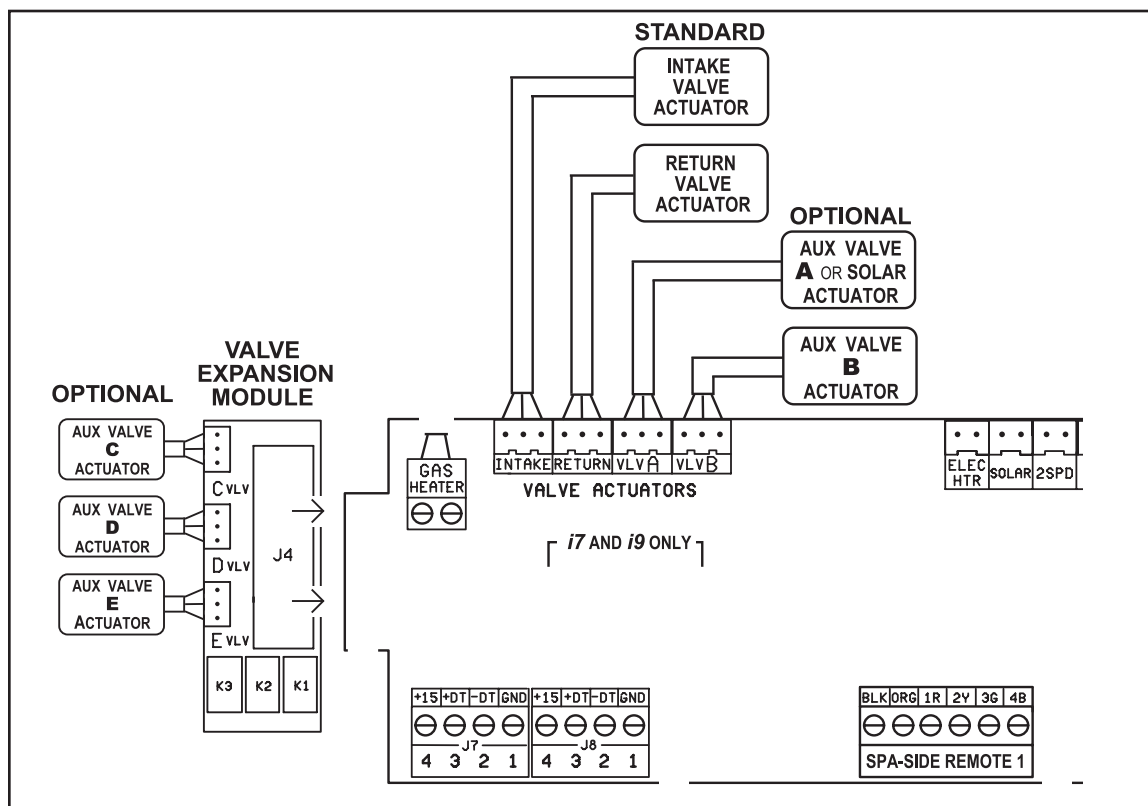 STANDARD
INTAKE
VALVE
ACTUATOR
RETURN
VALVE
ACTUATOR
OPTIONAL
AUX VALVE
A OR SOLAR
ACTUATOR
AUX VALVE
B
ACTUATOR
VALVE
EXPANSION
MODULE
OPTIONAL
AUX VALVE
C
ACTUATOR
AUX VALVE
D
ACTUATOR
AUX VALVE
E
ACTUATOR
C VLV
D VLV
E VLV
J4
K3 K2 K1
GAS
HEATER
INTAKE RETURN VLV A VLV B
VALVE ACTUATORS
i7 AND i9 ONLY
ELEC
HTR
SOLAR
2SPD
+15 +DT -DT GND
J7
4 3 2 1
+15 +DT -DT GND
J8
4 3 2 1
BLK ORG 1R 2Y 3G 4B
SPA-SIDE REMOTE 1